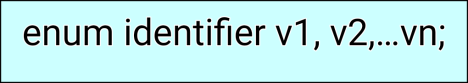 enum identifier v1, v2,...vn;